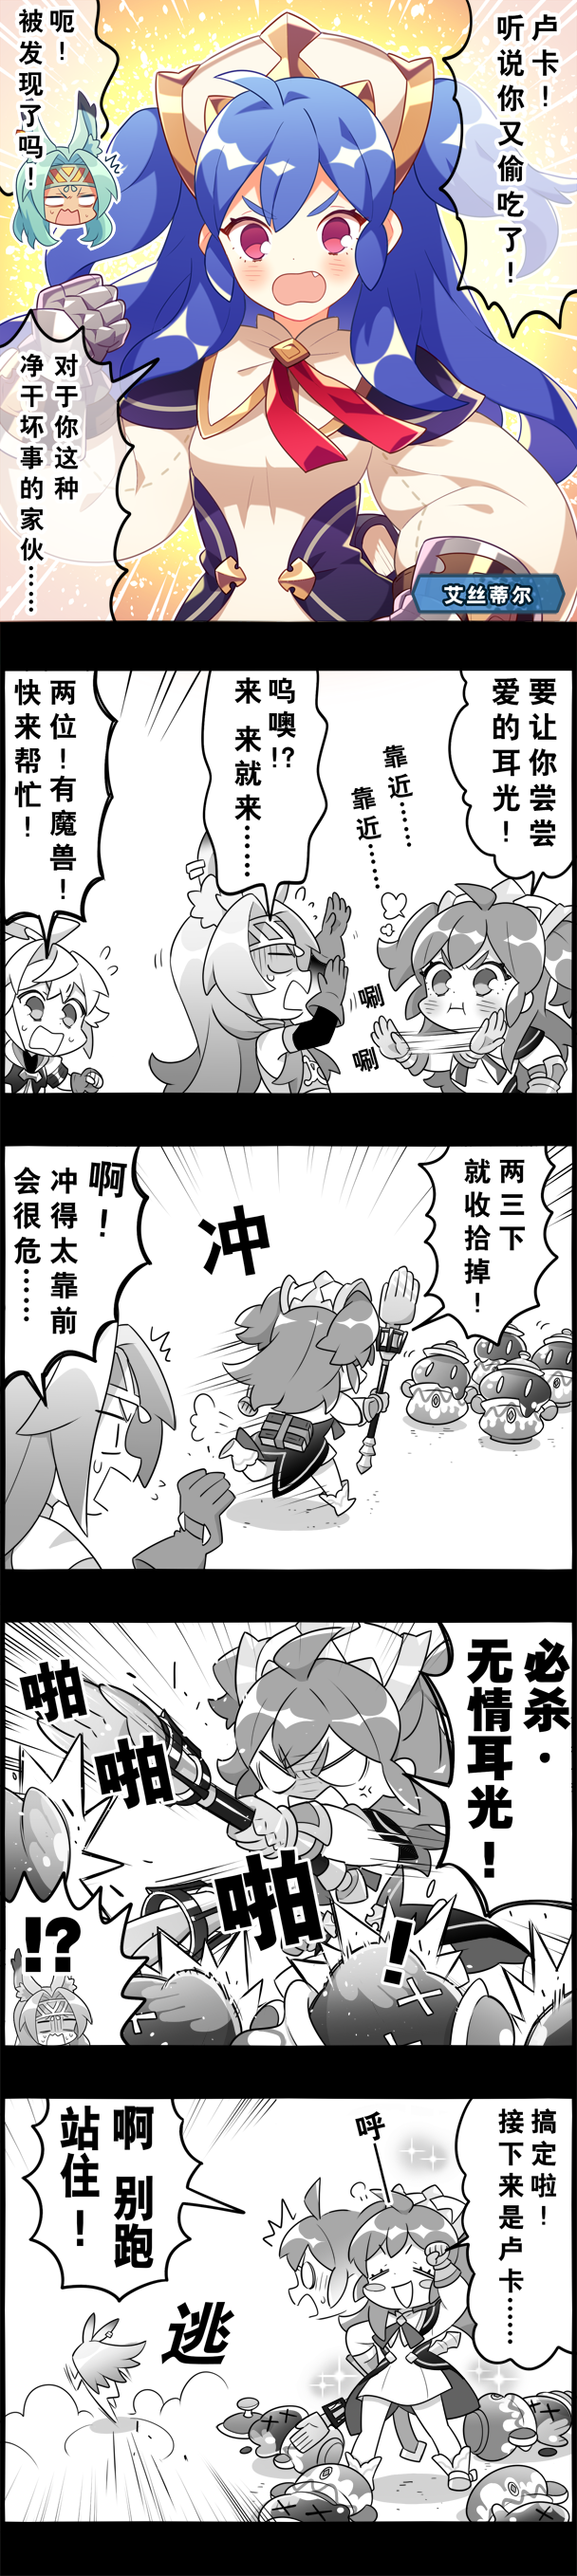 卢卡！
听说你又偷吃了！
呃！
被发现了吗！
对于你这种
净干坏事的家伙……
艾丝蒂尔
要让你尝尝
爱的耳光！
靠近……
靠近……
唰
唰
呜噢!?
来 来就来……
两位！有魔兽！
快来帮忙！
两三下
就收拾掉！
冲
啊！
冲得太靠前
会很危……
必杀·
无情耳光！
啪
啪
啪
！
!?
搞定啦！
接下来是卢卡……
呼
啊 别跑
站住！
逃